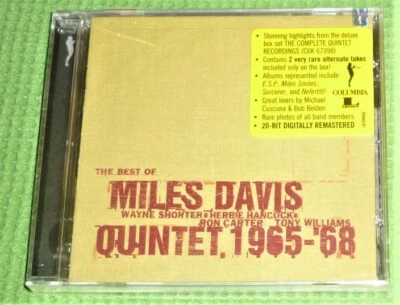 • Stunning highlights from the deluxe
box set THE COMPLETE QUINTET
RECORDINGS (C6K 67398)
• Contains 2 very rare alternate takes
included only on the box!
• Albums represented include
E.S.P., Miles Smiles,
Sorcerer, and Nefertiti!
• Great liners by Michael
Cuscuna & Bob Belden
• Rare photos of all band members
• 20-BIT DIGITALLY REMASTERED
COLUMBIA
THE BEST OF
MILES DAVIS
WAYNE SHORTER HERBIE HANCOCK
RON CARTER TONY WILLIAMS
QUINTET 1965-'68